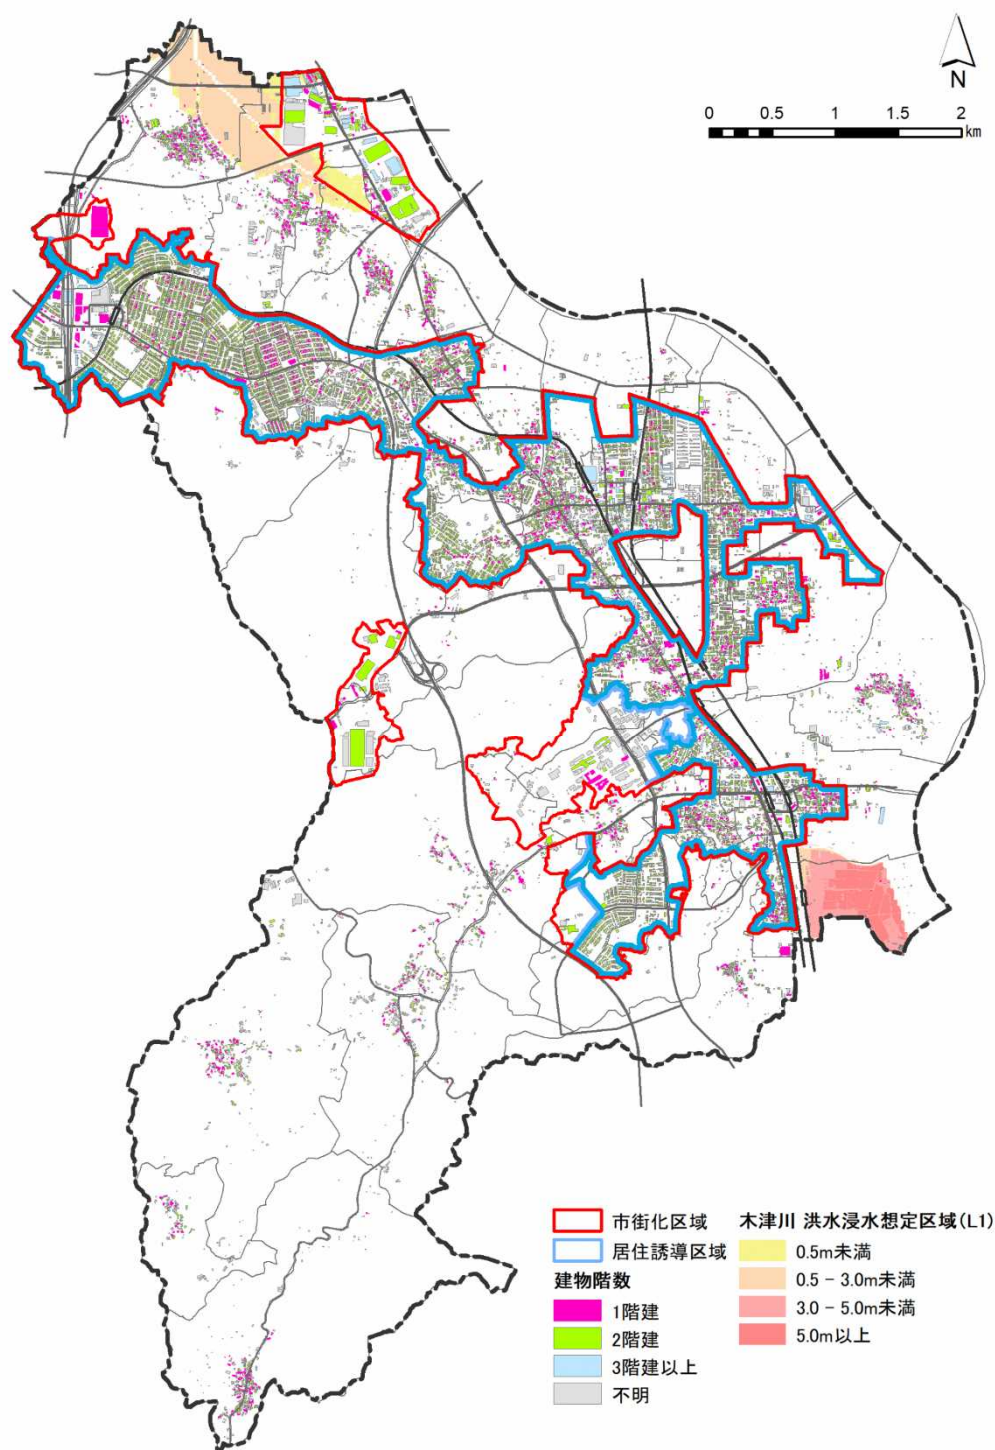 N
0 0.5 1 1.5 2
km
市街化区域
居住誘導区域
建物階数
1階建
2階建
3階建以上
不明
木津川 洪水浸水想定区域(L1)
0.5m未満
0.5 - 3.0m未満
3.0 - 5.0m未満
5.0m以上